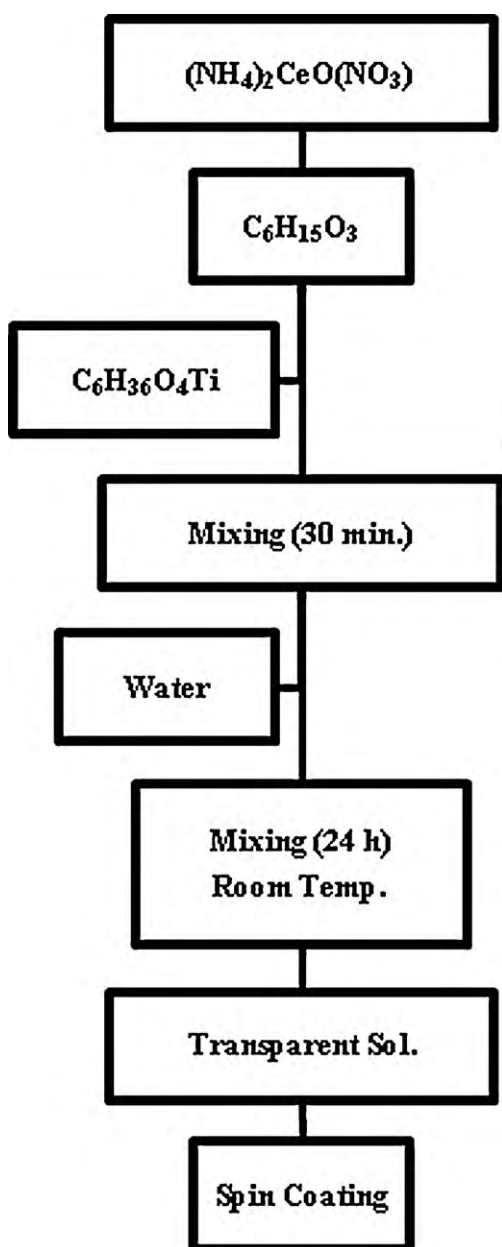 (NH₄)₂CeO(NO₃)
C₆H₁₅O₃
C₆H₃₆O₄Ti
Mixing (30 min.)
Water
Mixing (24 h)
Room Temp.
Transparent Sol.
Spin Coating